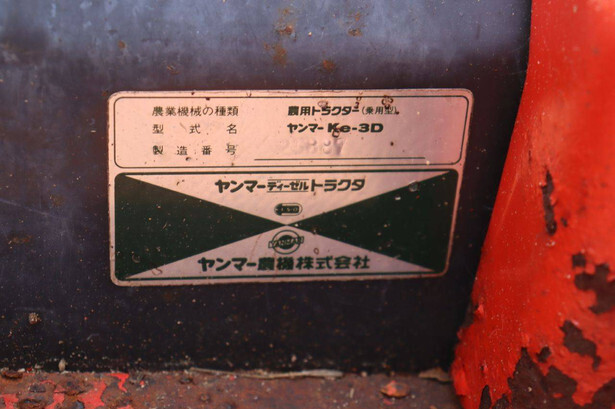 農業機械の種類 農用トラクター(乗用型)
型式名 ヤンマーKe-3D
製造番号
ヤンマーディーゼルトラクタ
ヤンマー農機株式会社